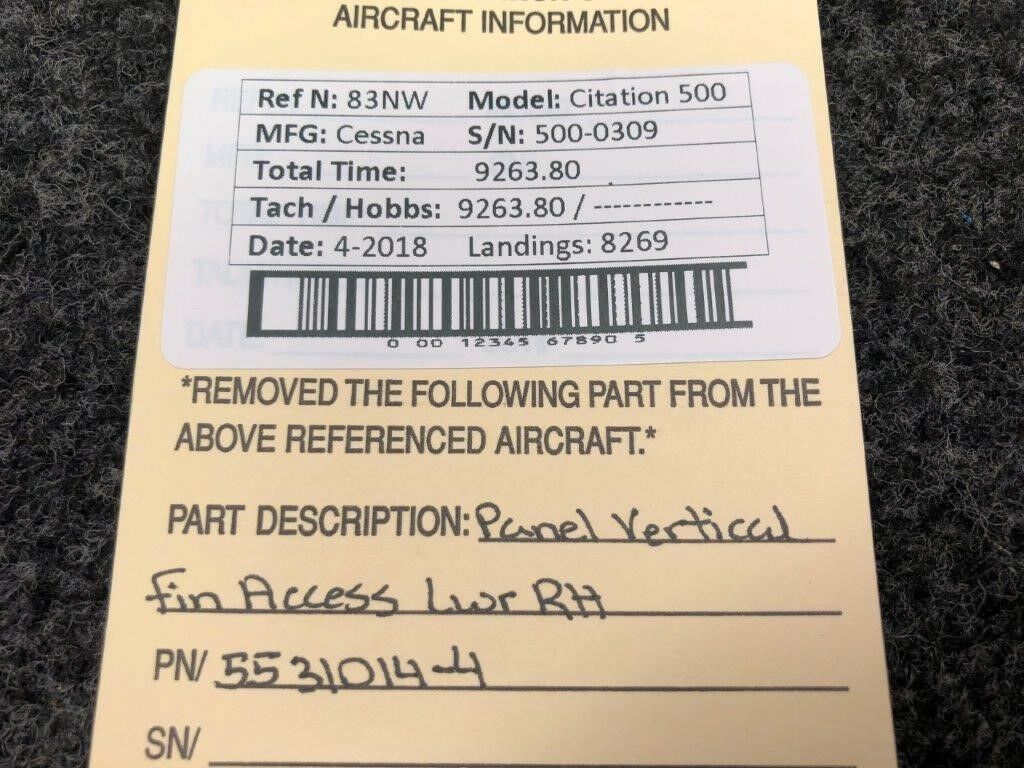 AIRCRAFT INFORMATION
Ref N: 83NW Model: Citation 500
MFG: Cessna S/N: 500-0309
Total Time: 9263.80
Tach / Hobbs: 9263.80 / ------------
Date: 4-2018 Landings: 8269
0 00 12345 67890 5
*REMOVED THE FOLLOWING PART FROM THE
ABOVE REFERENCED AIRCRAFT.*
PART DESCRIPTION: Panel Vertical
Fin Access Lwr RH
PN/ 5531014-4
SN/